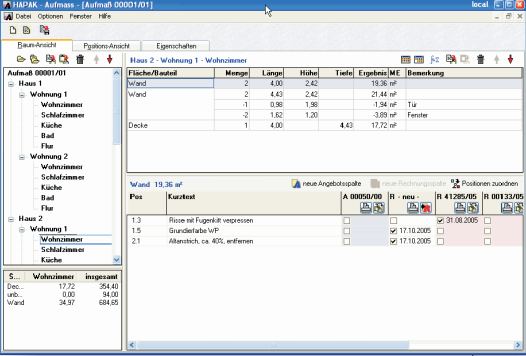 HAPAK - Aufmass - [Aufmaß 00001/01] local
Datei Optionen Fenster Hilfe
Raum-Ansicht Positions-Ansicht Eigenschaften
Aufmaß 00001/01
Haus 1
Wohnung 1
Wohnzimmer
Schlafzimmer
Küche
Bad
Flur
Wohnung 2
Wohnzimmer
Schlafzimmer
Küche
Bad
Flur
Haus 2
Wohnung 1
Wohnzimmer
Schlafzimmer
Küche
S... Wohnzimmer insgesamt
Dec... 17,72 354,40
unb... 0,00 94,00
Wand 34,97 684,65
Haus 2 - Wohnung 1 - Wohnzimmer
Fläche/Bauteil Menge Länge Höhe Tiefe Ergebnis ME Bemerkung
Wand 2 4,00 2,42 19,36 m²
Wand 2 4,43 2,42 21,44 m²
-1 0,98 1,98 -1,94 m² Tür
-2 1,62 1,20 -3,89 m² Fenster
Decke 1 4,00 4,43 17,72 m²
Wand 19,36 m² neue Angebotsspalte neue Rechnungsspalte Positionen zuordnen
Pos Kurztext A 00050/00 R - neu - R 41285/05 R 00133/05
1.3 Risse mit Fugenkitt verpressen 31.08.2005
1.5 Grundierfarbe WP 17.10.2005
2.1 Altanstrich, ca. 40%, entfernen 17.10.2005